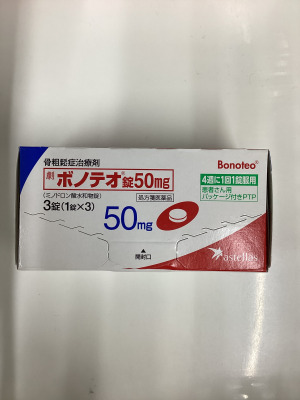 骨粗鬆症治療剤
Bonoteo®
劇 ボノテオ®錠50mg
4週に1回1錠服用
(ミノドロン酸水和物錠)
処方箋医薬品
患者さん用
パッケージ付きPTP
3錠(1錠×3)
50mg
▲
開封口
astellas